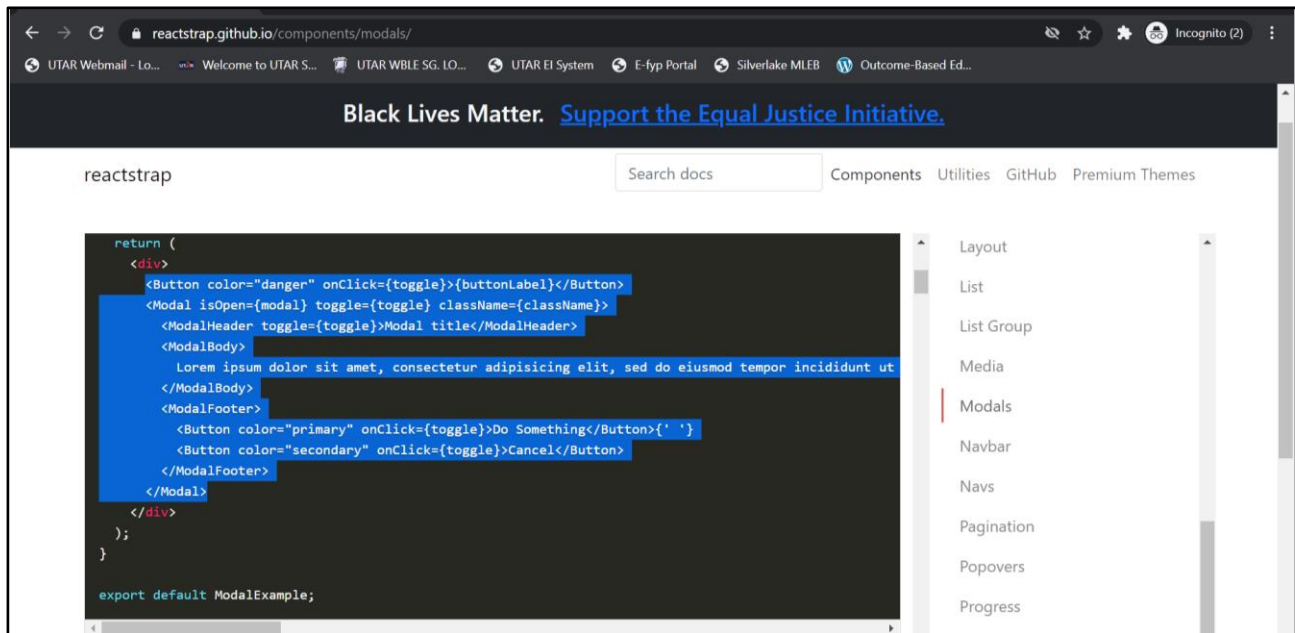 reactstrap.github.io/components/modals/
Incognito (2)
UTAR Webmail - Lo...
Welcome to UTAR S...
UTAR WBLE SG. LO...
UTAR EI System
E-fyp Portal
Silverlake MLEB
Outcome-Based Ed...
Black Lives Matter. Support the Equal Justice Initiative.
reactstrap
Search docs
Components
Utilities
GitHub
Premium Themes
return (
<div>
<Button color="danger" onClick={toggle}>{buttonLabel}</Button>
<Modal isOpen={modal} toggle={toggle} className={className}>
<ModalHeader toggle={toggle}>Modal title</ModalHeader>
<ModalBody>
Lorem ipsum dolor sit amet, consectetur adipisicing elit, sed do eiusmod tempor incididunt ut
</ModalBody>
<ModalFooter>
<Button color="primary" onClick={toggle}>Do Something</Button>{' '}
<Button color="secondary" onClick={toggle}>Cancel</Button>
</ModalFooter>
</Modal>
</div>
);
}
export default ModalExample;
Layout
List
List Group
Media
Modals
Navbar
Navs
Pagination
Popovers
Progress